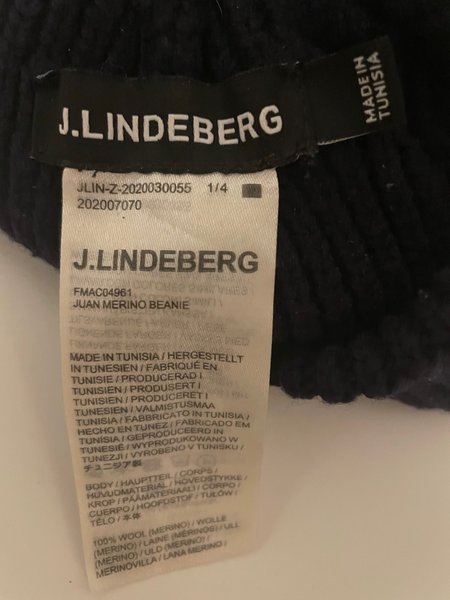 J.LINDEBERG
MADE IN
TUNISIA
JLIN-Z-2020030055 1/4
202007070
J.LINDEBERG
FMAC04961
JUAN MERINO BEANIE
MADE IN TUNISIA / HERGESTELLT
IN TUNESIEN / FABRIQUÉ EN
TUNISIE / PRODUCERAD I
TUNISIEN / PRODUSERT I
TUNISIEN / PRODUCERET I
TUNESIEN / VALMISTUSMAA
TUNISIA / FABRICATO IN TUNISIA /
HECHO EN TUNEZ / FABRICADO EM
TUNÍSIA / GEPRODUCEERD IN
TUNESIË / WYPRODUKOWANO W
TUNEZJI / VYROBENO V TUNISKU /
チュニジア製
BODY / HAUPTTEIL / CORPS /
HUVUDMATERIAL / HOVEDSTYKKE /
KROP / PÄÄMATERIAALI / CORPO /
CUERPO / HOOFDSTOF / TUŁÓW /
TĚLO / 本体
100% WOOL (MERINO) / WOLLE
(MERINO) / LAINE (MÉRINOS) / ULL
(MERINO) / ULD (MERINO) /
MERINOVILLA / LANA MERINO /